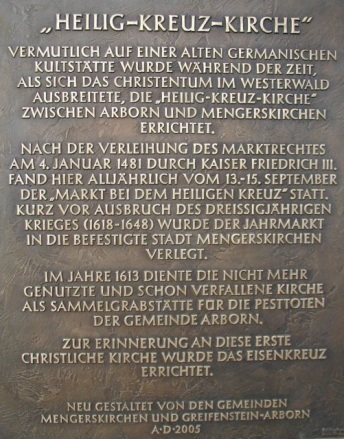 „HEILIG-KREUZ-KIRCHE“
VERMUTLICH AUF EINER ALTEN GERMANISCHEN
KULTSTÄTTE WURDE WÄHREND DER ZEIT,
ALS SICH DAS CHRISTENTUM IM WESTERWALD
AUSBREITETE, DIE „HEILIG-KREUZ-KIRCHE“
ZWISCHEN ARBORN UND MENGERSKIRCHEN
ERRICHTET.
NACH DER VERLEIHUNG DES MARKTRECHTES
AM 4. JANUAR 1481 DURCH KAISER FRIEDRICH III.
FAND HIER ALLJÄHRLICH VOM 13.-15. SEPTEMBER
DER „MARKT BEI DEM HEILIGEN KREUZ“ STATT.
KURZ VOR AUSBRUCH DES DREISSIGJÄHRIGEN
KRIEGES (1618-1648) WURDE DER JAHRMARKT
IN DIE BEFESTIGTE STADT MENGERSKIRCHEN
VERLEGT.
IM JAHRE 1613 DIENTE DIE NICHT MEHR
GENUTZTE UND SCHON VERFALLENE KIRCHE
ALS SAMMELGRABSTÄTTE FÜR DIE PESTTOTEN
DER GEMEINDE ARBORN.
ZUR ERINNERUNG AN DIESE ERSTE
CHRISTLICHE KIRCHE WURDE DAS EISENKREUZ
ERRICHTET.
NEU GESTALTET VON DEN GEMEINDEN
MENGERSKIRCHEN UND GREIFENSTEIN-ARBORN
A·D·2005